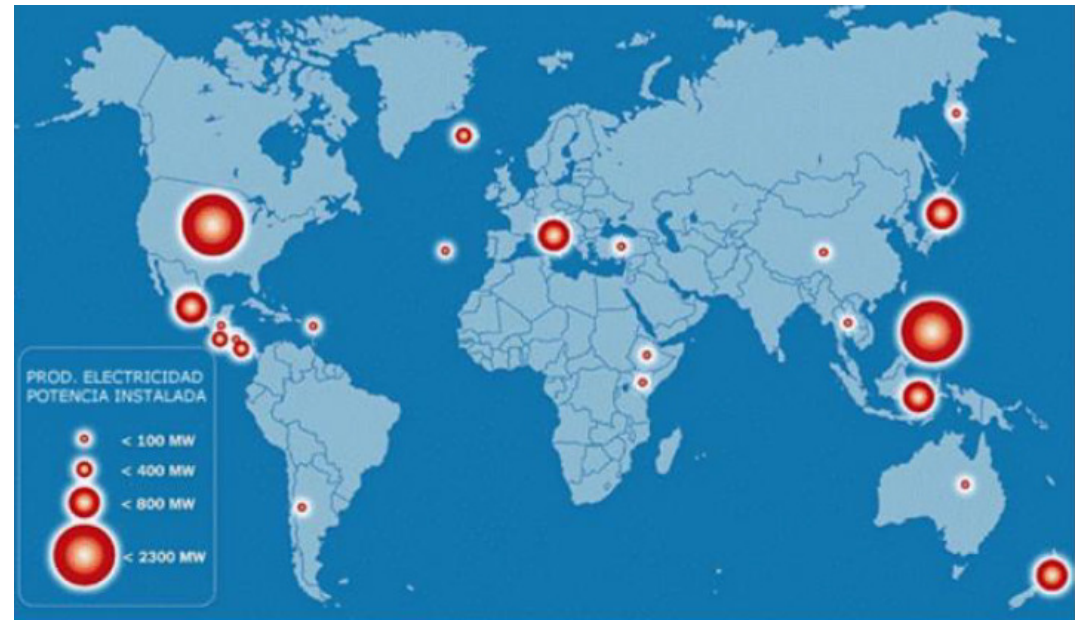 PROD. ELECTRICIDAD
POTENCIA INSTALADA
< 100 MW
< 400 MW
< 800 MW
< 2300 MW